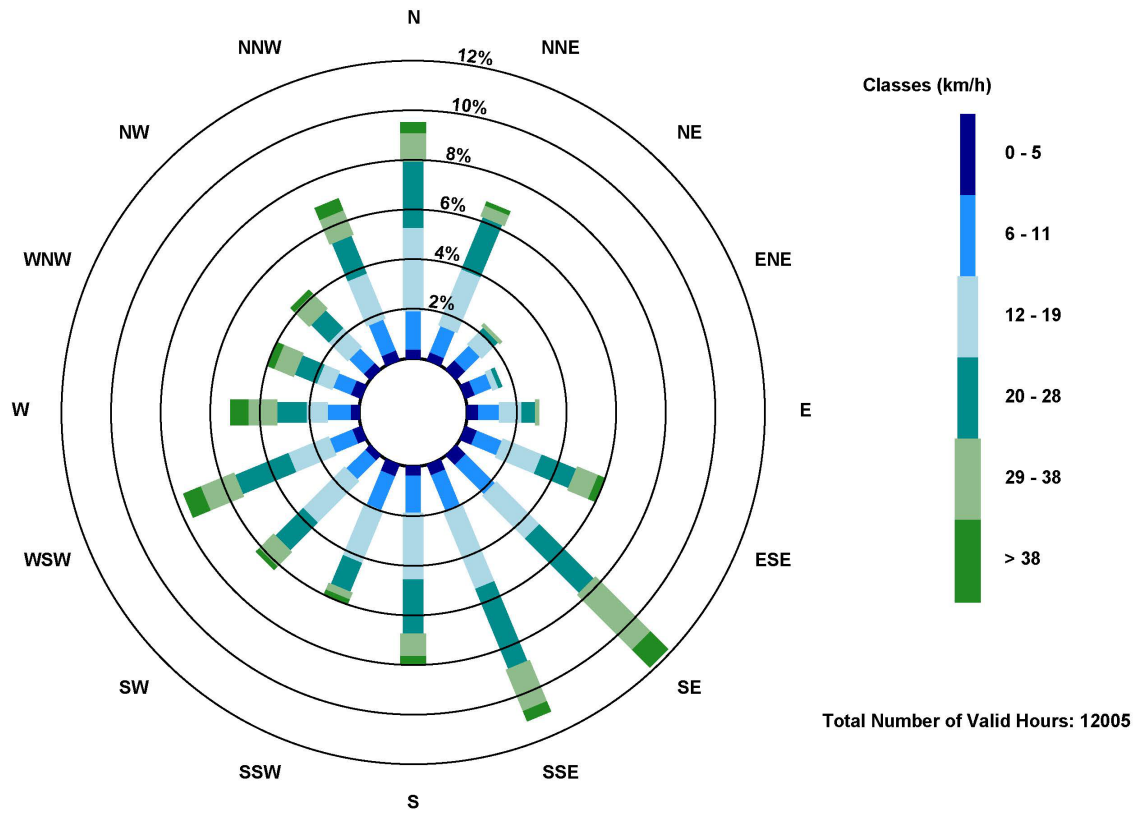 N
NNW
NNE
12%
NW
NE
10%
8%
6%
WNW
ENE
4%
2%
W
E
WSW
ESE
SW
SE
SSW
SSE
S
Classes (km/h)
0 - 5
6 - 11
12 - 19
20 - 28
29 - 38
> 38
Total Number of Valid Hours: 12005